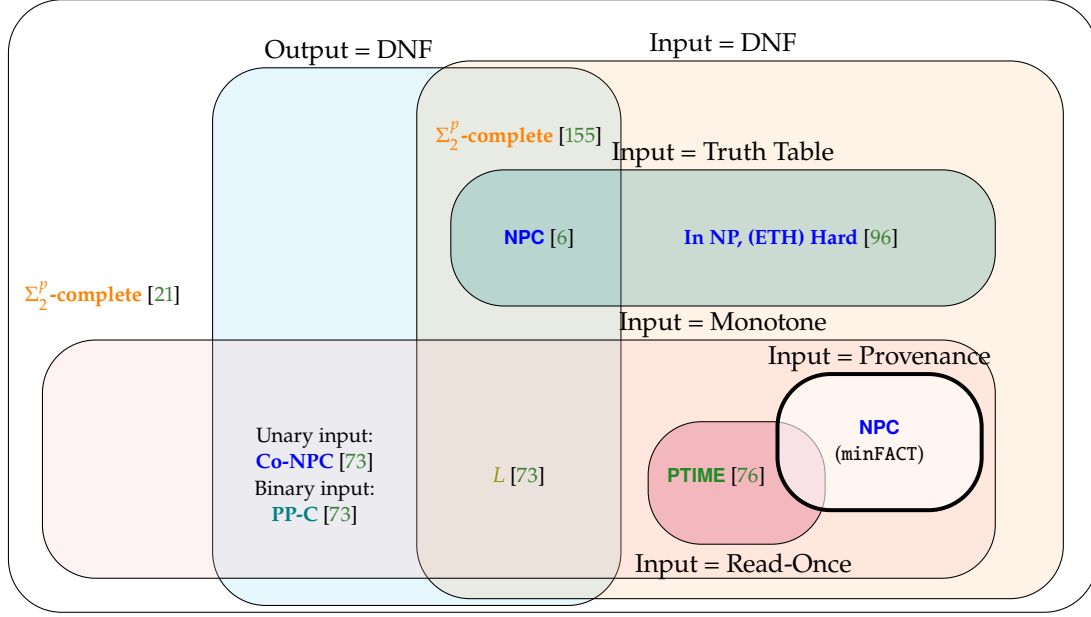 Output = DNF
Input = DNF
Σ₂ᵖ-complete [155]
Input = Truth Table
NPC [6]
In NP, (ETH) Hard [96]
Σ₂ᵖ-complete [21]
Input = Monotone
Input = Provenance
Unary input:
Co-NPC [73]
Binary input:
PP-C [73]
L [73]
PTIME [76]
NPC
(minFACT)
Input = Read-Once